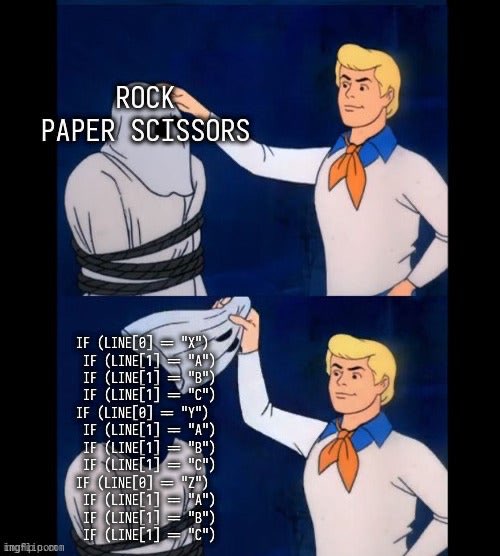 ROCK
PAPER SCISSORS
IF (LINE[0] == "X")
IF (LINE[1] == "A")
IF (LINE[1] == "B")
IF (LINE[1] == "C")
IF (LINE[0] == "Y")
IF (LINE[1] == "A")
IF (LINE[1] == "B")
IF (LINE[1] == "C")
IF (LINE[0] == "Z")
IF (LINE[1] == "A")
IF (LINE[1] == "B")
IF (LINE[1] == "C")